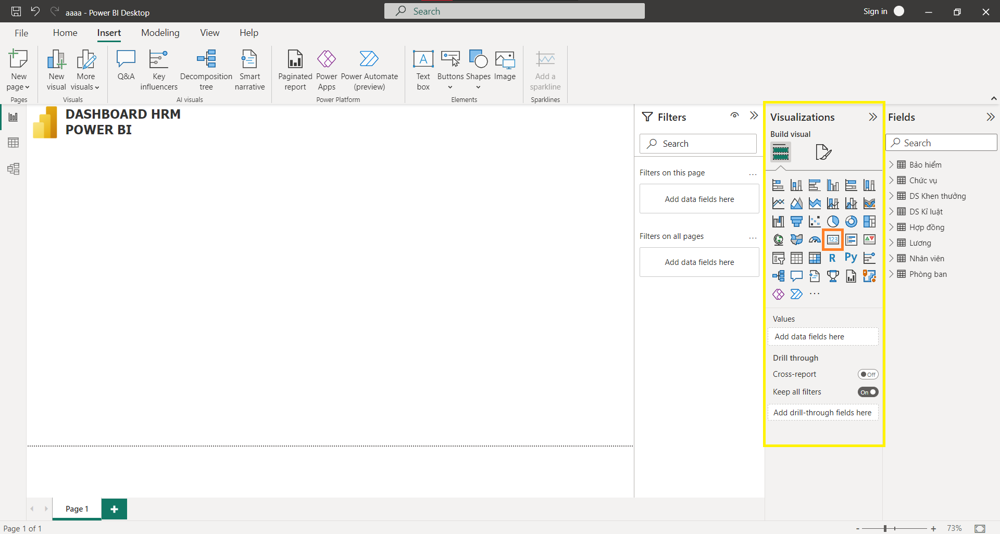 aaaa - Power BI Desktop
Search
Sign in
File
Home
Insert
Modeling
View
Help
New page
New visual
More visuals
Q&A
Key influencers
Decomposition tree
Smart narrative
Paginated report
Power Apps
Power Automate (preview)
Text box
Buttons
Shapes
Image
Add a sparkline
Pages
Visuals
AI visuals
Power Platform
Elements
Sparklines
DASHBOARD HRM
POWER BI
Filters
Search
Filters on this page
...
Add data fields here
Filters on all pages
...
Add data fields here
Visualizations
Build visual
123
R
Py
...
Values
Add data fields here
Drill through
Cross-report
Off
Keep all filters
On
Add drill-through fields here
Fields
Search
Bảo hiểm
Chức vụ
DS Khen thưởng
DS Kỉ luật
Hợp đồng
Lương
Nhân viên
Phòng ban
Page 1
+
Page 1 of 1
- + 73%